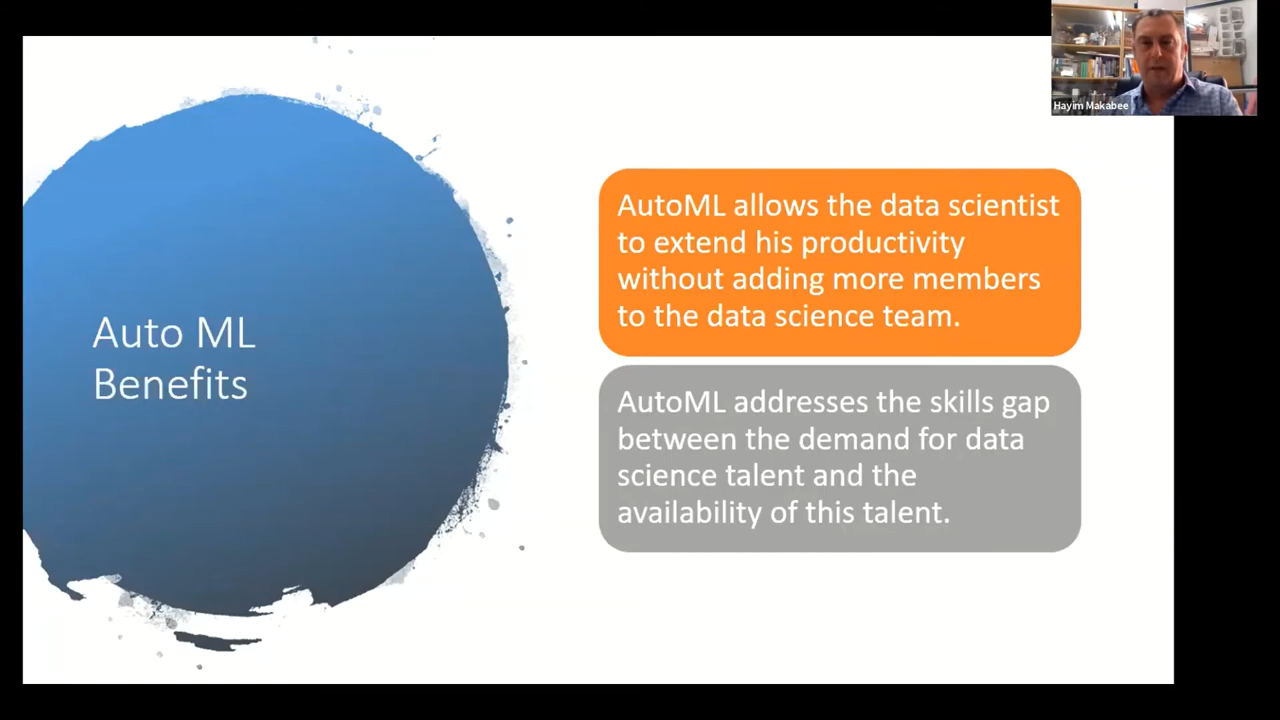 Hayim Makabee
Auto ML
Benefits
AutoML allows the data scientist
to extend his productivity
without adding more members
to the data science team.
AutoML addresses the skills gap
between the demand for data
science talent and the
availability of this talent.